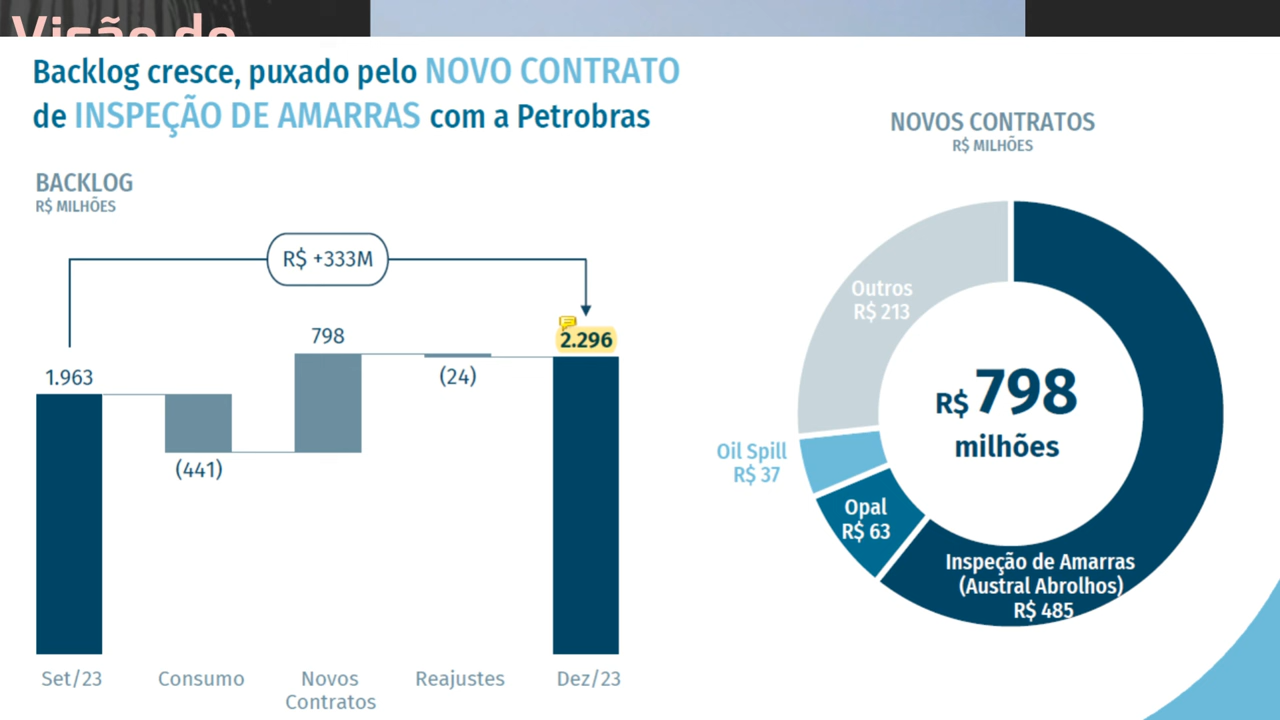 Visão do
Backlog cresce, puxado pelo NOVO CONTRATO
de INSPEÇÃO DE AMARRAS com a Petrobras
BACKLOG
R$ MILHÕES
R$ +333M
1.963
(441)
798
(24)
2.296
Set/23
Consumo
Novos
Contratos
Reajustes
Dez/23
NOVOS CONTRATOS
R$ MILHÕES
Outros
R$ 213
Oil Spill
R$ 37
Opal
R$ 63
Inspeção de Amarras
(Austral Abrolhos)
R$ 485
R$ 798
milhões